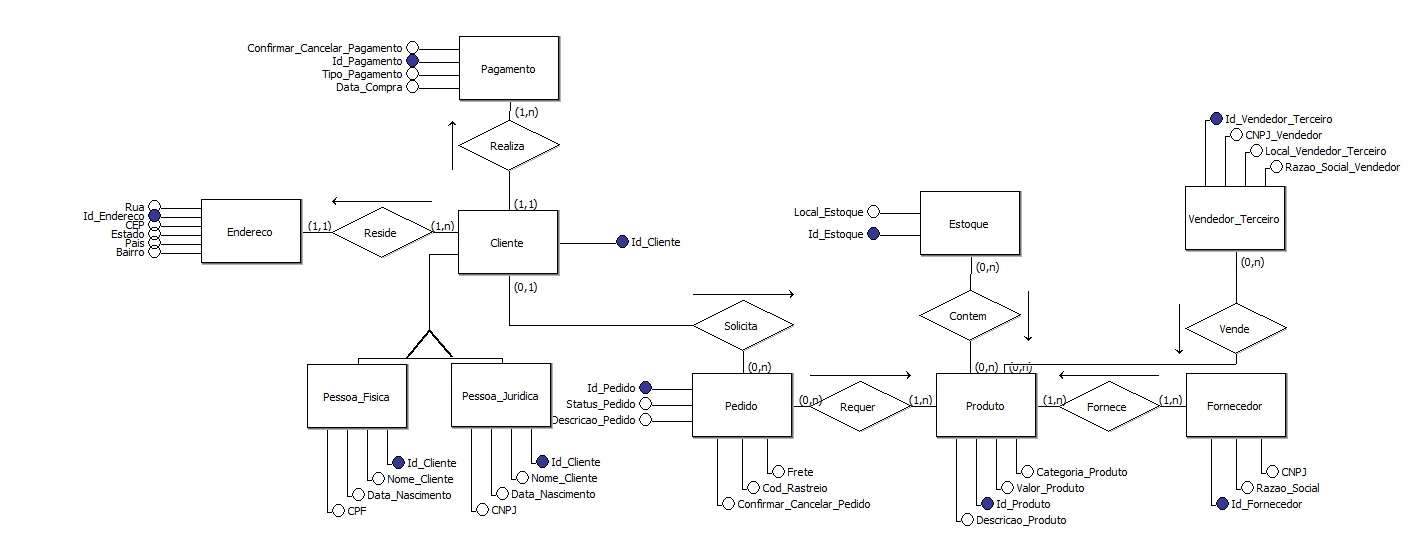 Confirmar_Cancelar_Pagamento
Id_Pagamento
Tipo_Pagamento
Data_Compra
Pagamento
(1,n)
Realiza
(1,1)
Rua
Id_Endereco
CEP
Estado
Pais
Bairro
Endereco
(1,1)
Reside
(1,n)
Cliente
Id_Cliente
(0,1)
Solicita
(0,n)
Local_Estoque
Id_Estoque
Estoque
(0,n)
Contem
(0,n)
(0,n)
Id_Vendedor_Terceiro
CNPJ_Vendedor
Local_Vendedor_Terceiro
Razao_Social_Vendedor
Vendedor_Terceiro
(0,n)
Vende
Pessoa_Fisica
Id_Cliente
Nome_Cliente
Data_Nascimento
CPF
Pessoa_Juridica
Id_Cliente
Nome_Cliente
Data_Nascimento
CNPJ
Id_Pedido
Status_Pedido
Descricao_Pedido
Pedido
(0,n)
Requer
(1,n)
Produto
(1,n)
Fornece
(1,n)
Fornecedor
Frete
Cod_Rastreio
Confirmar_Cancelar_Pedido
Categoria_Produto
Valor_Produto
Id_Produto
Descricao_Produto
CNPJ
Razao_Social
Id_Fornecedor